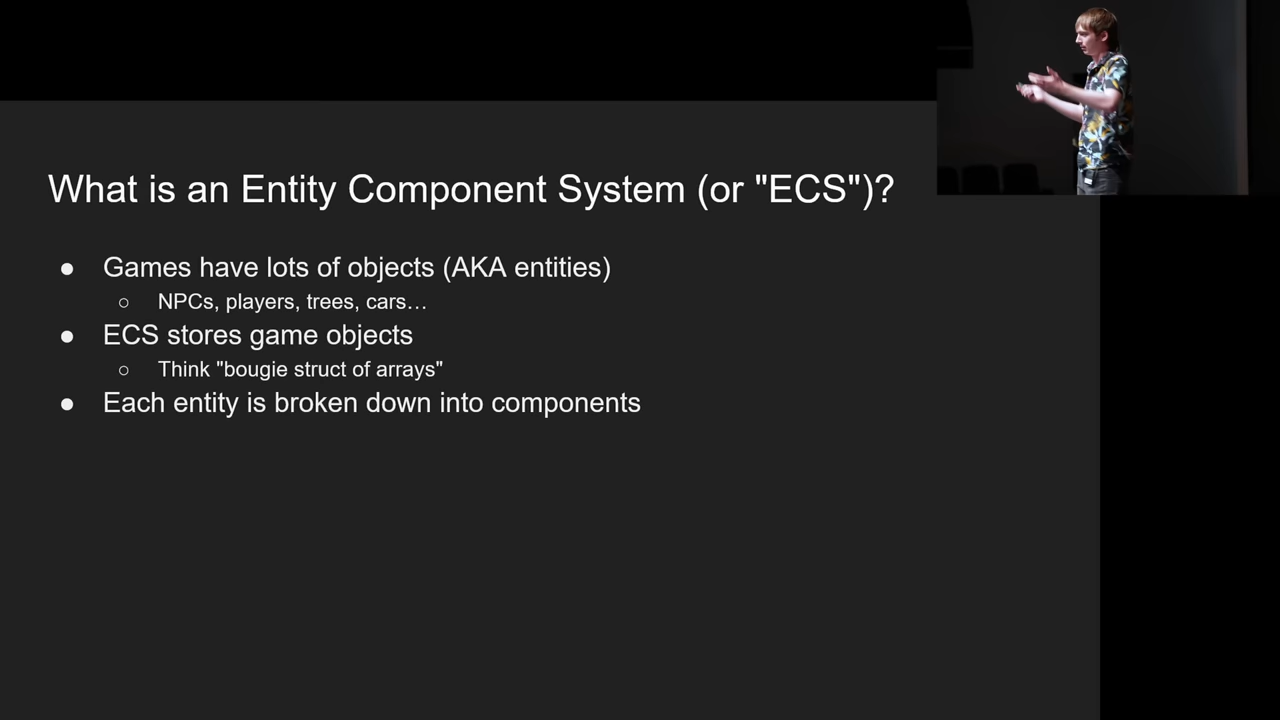 What is an Entity Component System (or "ECS")?
● Games have lots of objects (AKA entities)
○ NPCs, players, trees, cars…
● ECS stores game objects
○ Think "bougie struct of arrays"
● Each entity is broken down into components